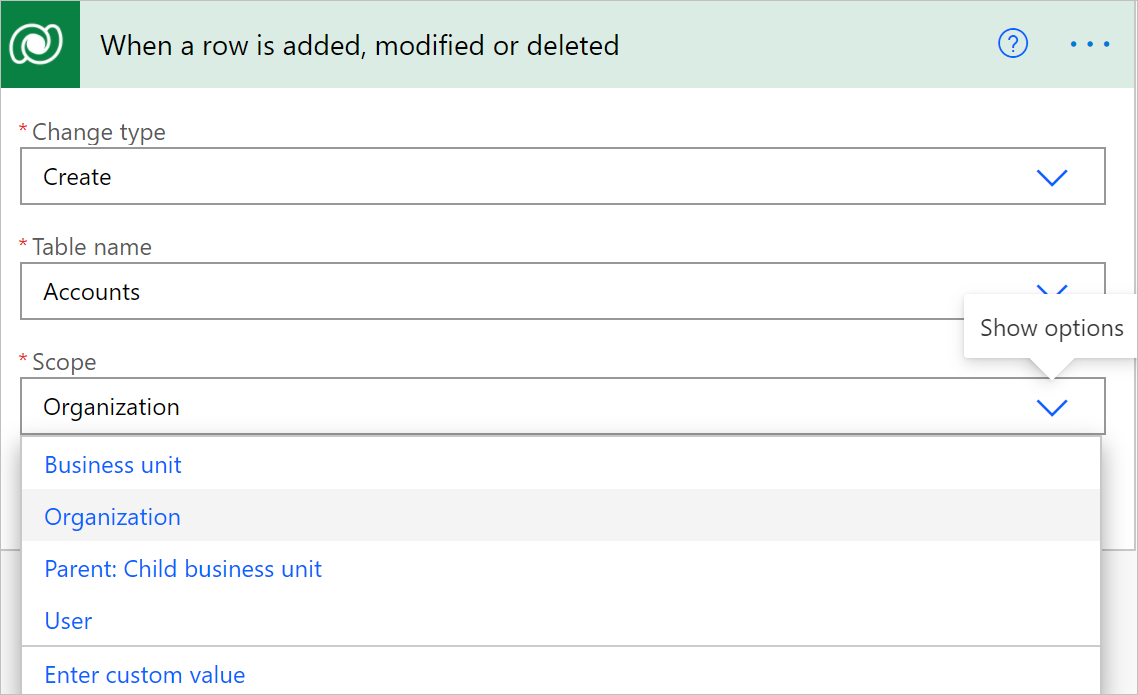 When a row is added, modified or deleted
?
* Change type
Create
* Table name
Accounts
Show options
* Scope
Organization
Business unit
Organization
Parent: Child business unit
User
Enter custom value